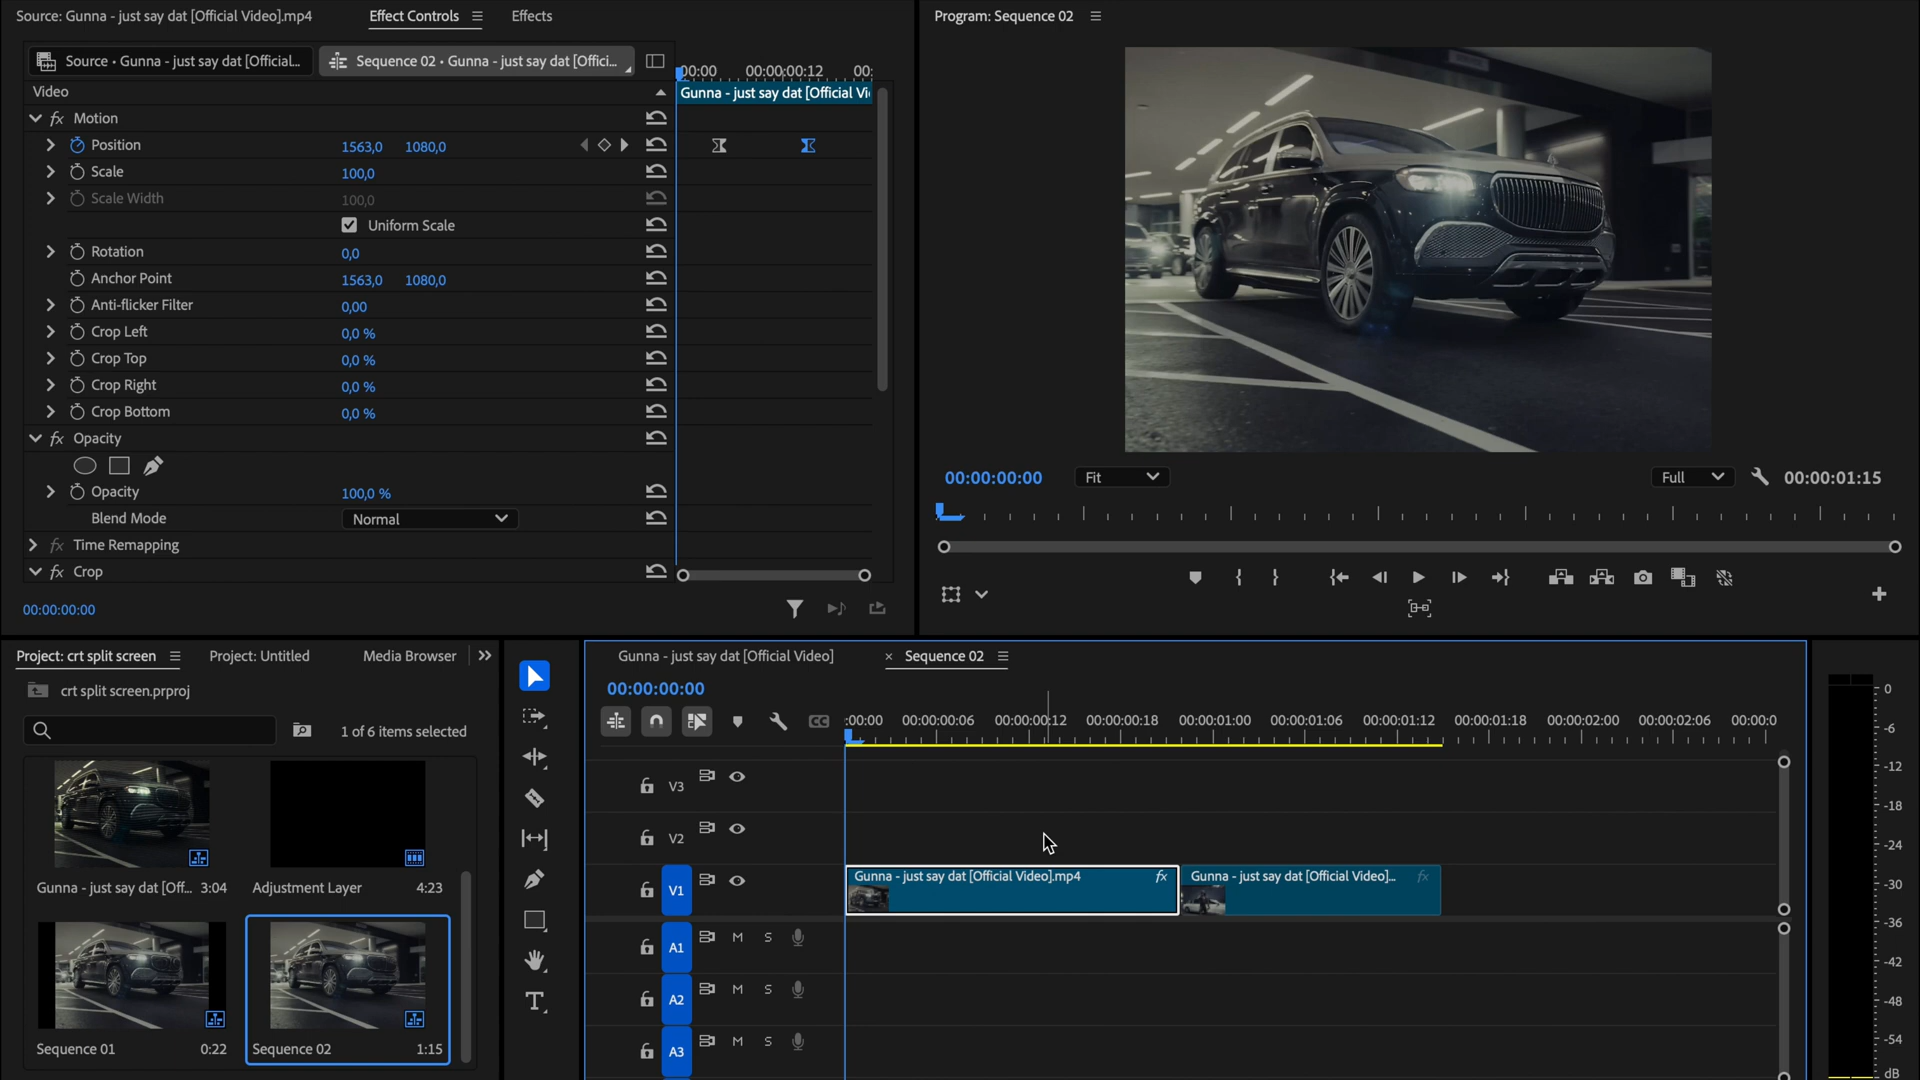 Source: Gunna - just say dat [Official Video].mp4
Effect Controls
Effects
Source • Gunna - just say dat [Official...
Sequence 02 • Gunna - just say dat [Offici...
:00:00
00:00:00:12
00:
Video
Gunna - just say dat [Official Vi
fx Motion
Position 1563,0 1080,0
Scale 100,0
Scale Width 100,0
Uniform Scale
Rotation 0,0
Anchor Point 1563,0 1080,0
Anti-flicker Filter 0,00
Crop Left 0,0 %
Crop Top 0,0 %
Crop Right 0,0 %
Crop Bottom 0,0 %
fx Opacity
Opacity 100,0 %
Blend Mode Normal
fx Time Remapping
fx Crop
00:00:00:00
Program: Sequence 02
00:00:00:00
Fit
Full
00:00:01:15
Project: crt split screen
Project: Untitled
Media Browser
crt split screen.prproj
1 of 6 items selected
Gunna - just say dat [Off... 3:04
Adjustment Layer 4:23
Sequence 01 0:22
Sequence 02 1:15
T
Gunna - just say dat [Official Video]
× Sequence 02
00:00:00:00
CC
:00:00 00:00:00:06 00:00:00:12 00:00:00:18 00:00:01:00 00:00:01:06 00:00:01:12 00:00:01:18 00:00:02:00 00:00:02:06 00:00:0
V3
V2
V1
Gunna - just say dat [Official Video].mp4 fx
Gunna - just say dat [Official Video]... fx
A1 M S
A2 M S
A3 M S
0
-6
-12
-18
-24
-30
-36
-42
-48
-54
dB